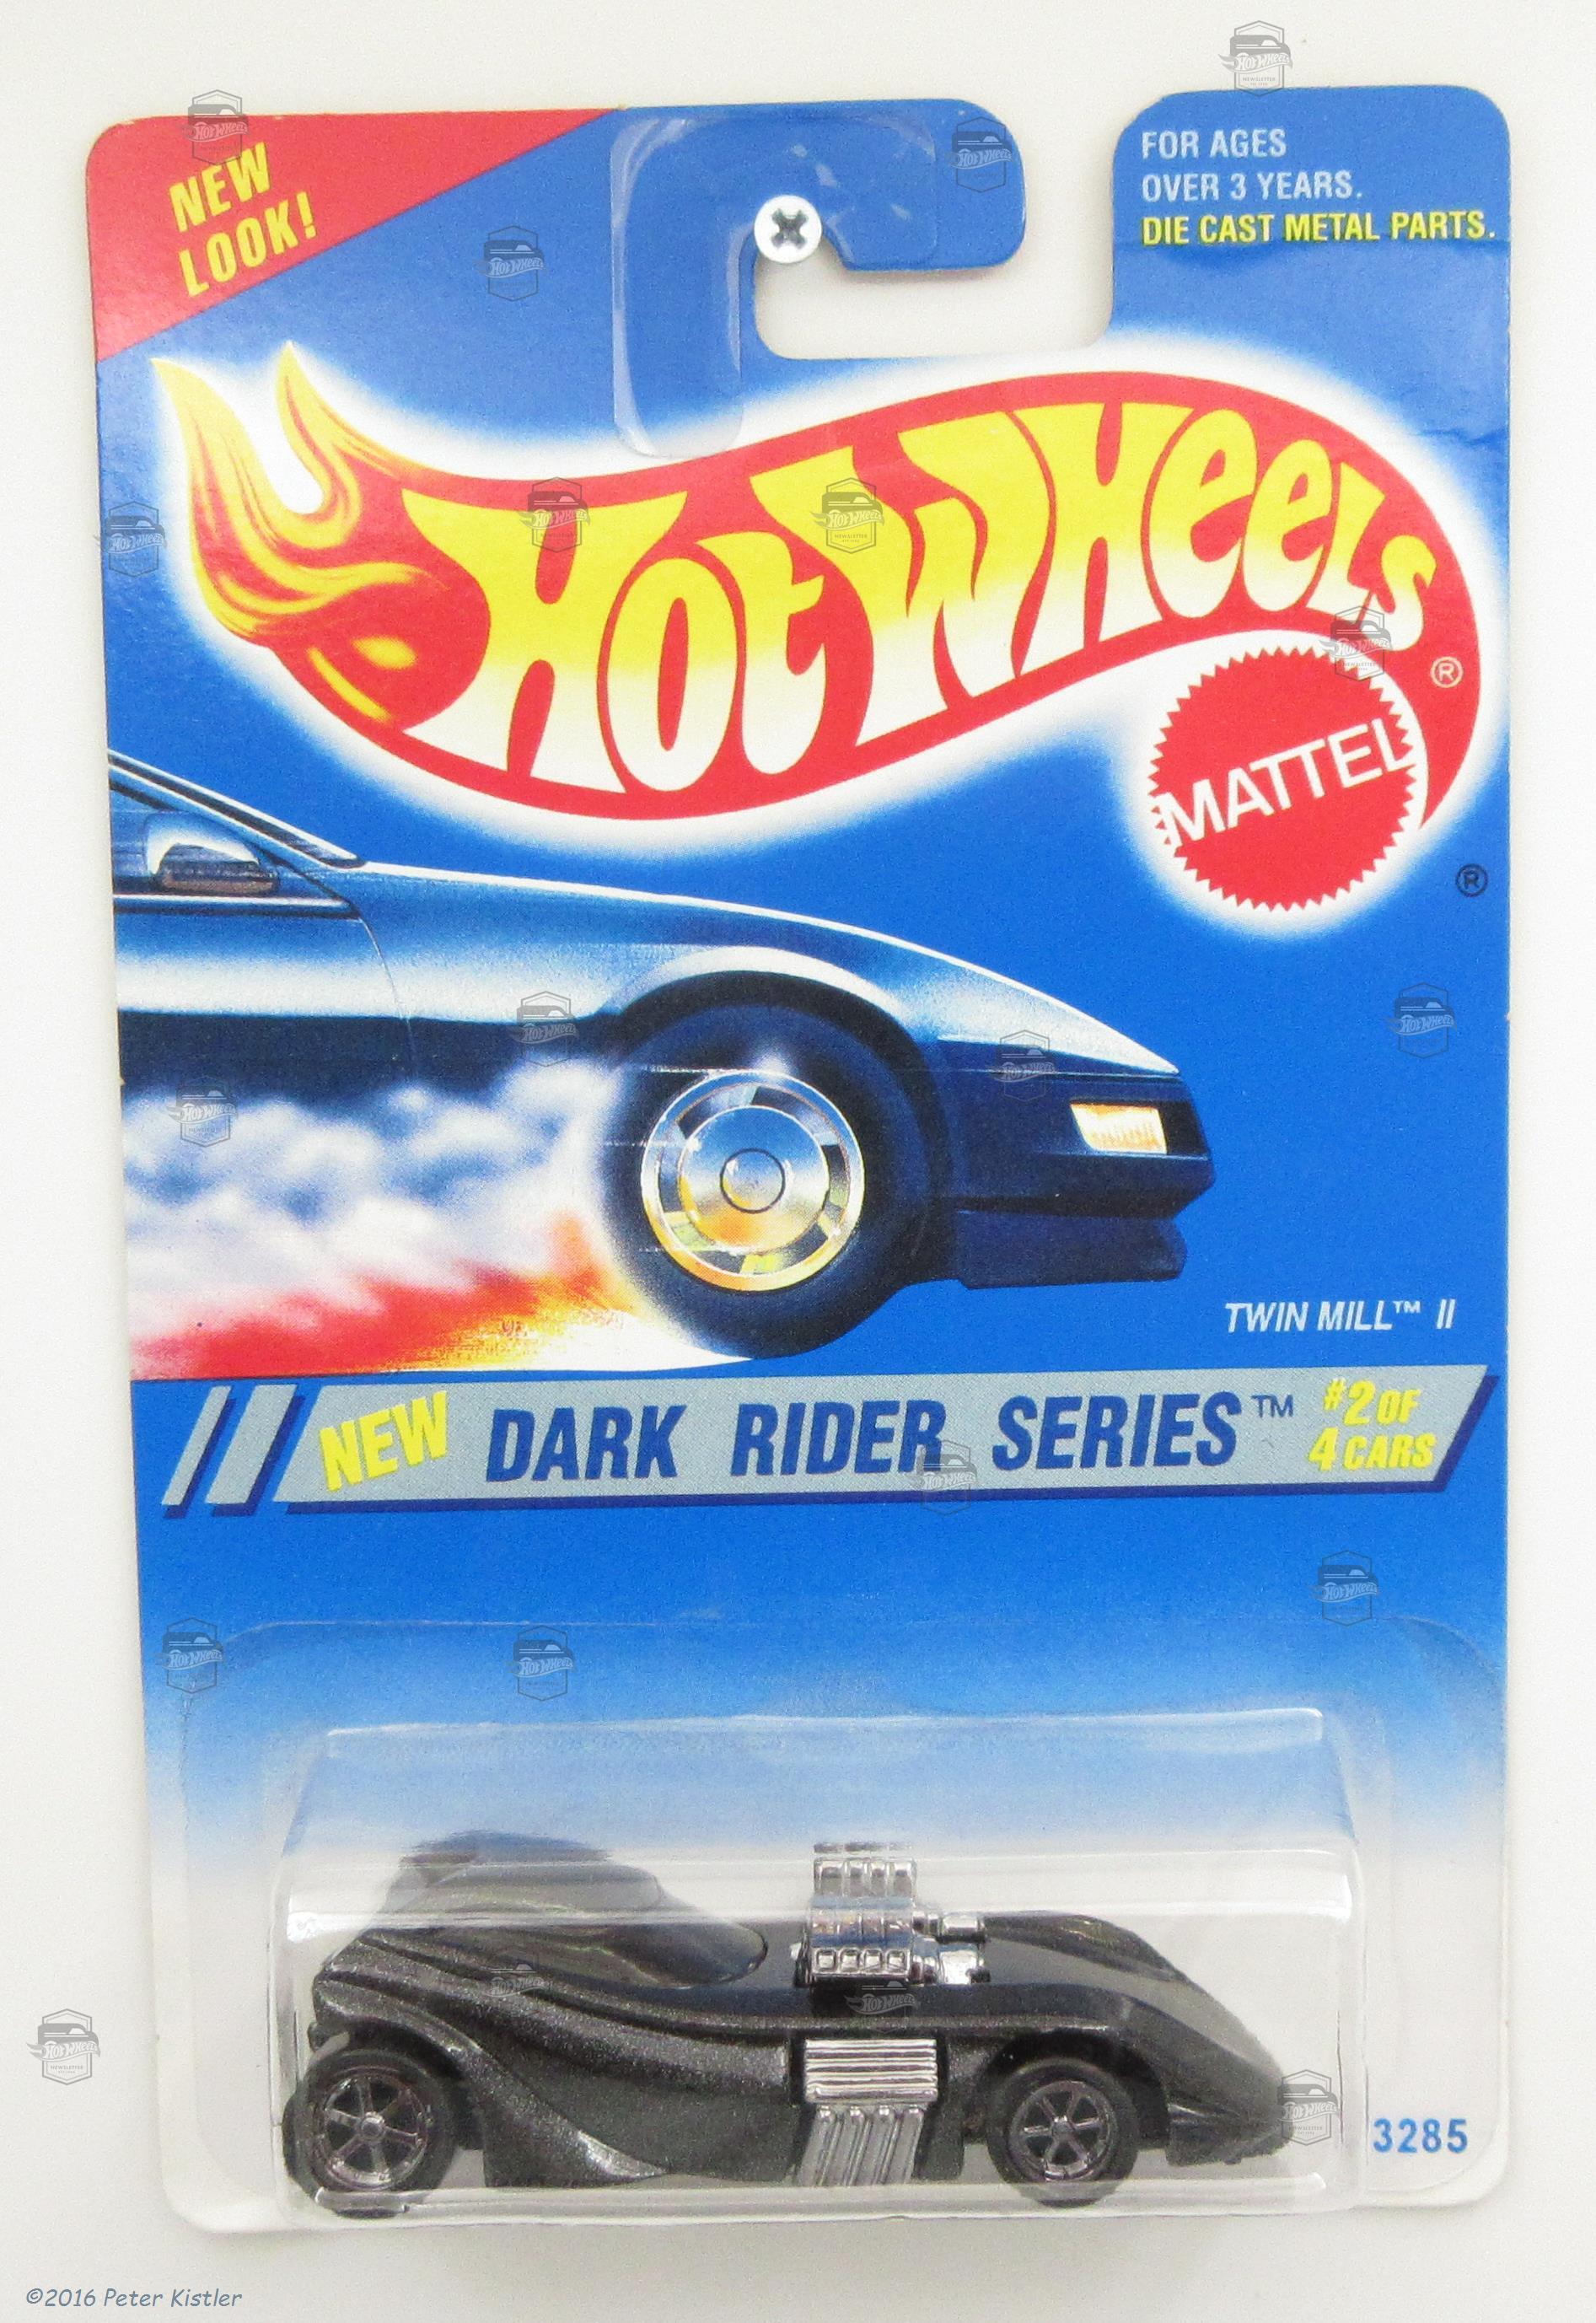 NEW
LOOK!
FOR AGES
OVER 3 YEARS.
DIE CAST METAL PARTS.
Hot Wheels
®
MATTEL
®
TWIN MILL™ II
NEW DARK RIDER SERIES™ #2 OF
4 CARS
3285
©2016 Peter Kistler